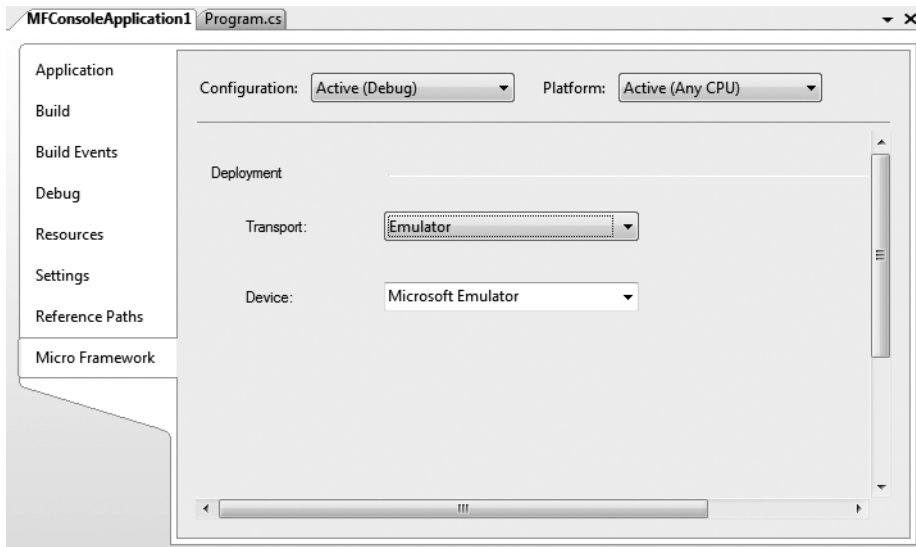 MFConsoleApplication1 Program.cs
Application
Build
Build Events
Debug
Resources
Settings
Reference Paths
Micro Framework
Configuration: Active (Debug) Platform: Active (Any CPU)
Deployment
Transport: Emulator
Device: Microsoft Emulator